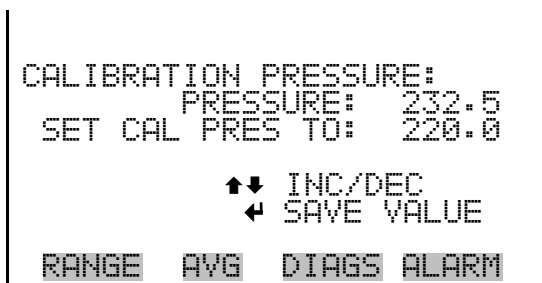 CALIBRATION PRESSURE:
PRESSURE: 232.5
SET CAL PRES TO: 220.0
↑↓ INC/DEC
↵ SAVE VALUE
RANGE AVG DIAGS ALARM